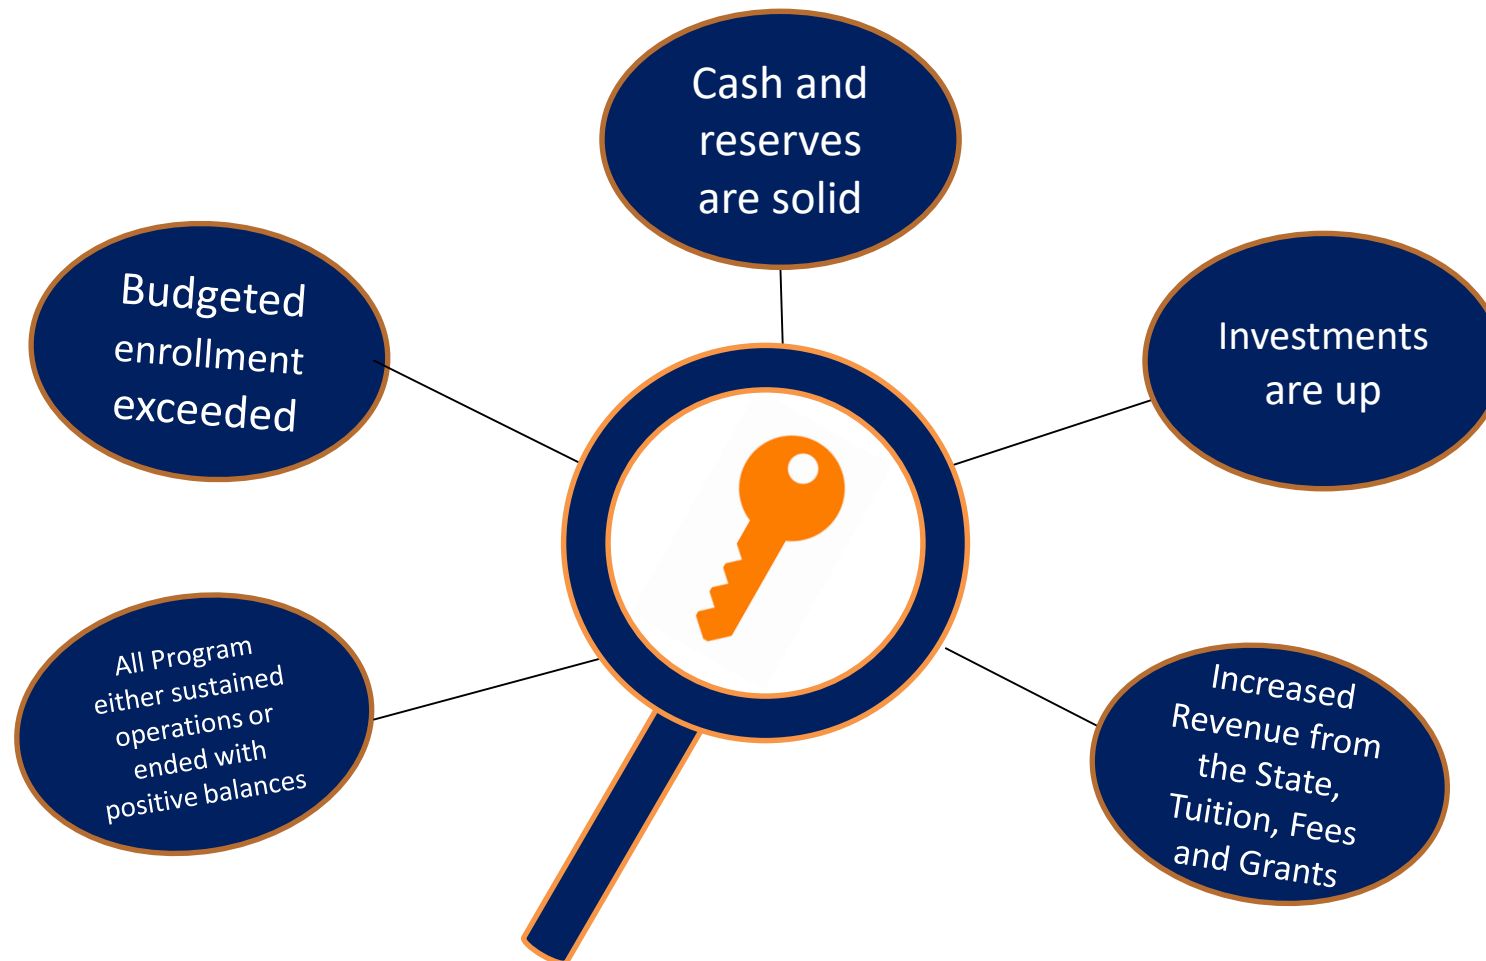 Cash and
reserves
are solid
Budgeted
enrollment
exceeded
Investments
are up
All Program
either sustained
operations or
ended with
positive balances
Increased
Revenue from
the State,
Tuition, Fees
and Grants